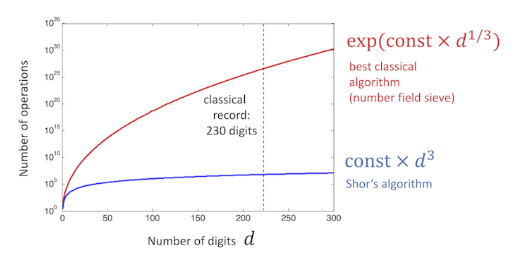 Number of operations
10^35
10^30
10^25
10^20
10^15
10^10
10^5
10^0
0
50
100
150
200
250
300
Number of digits d
classical
record:
230 digits
exp(const × d^{1/3})
best classical
algorithm
(number field sieve)
const × d^3
Shor's algorithm